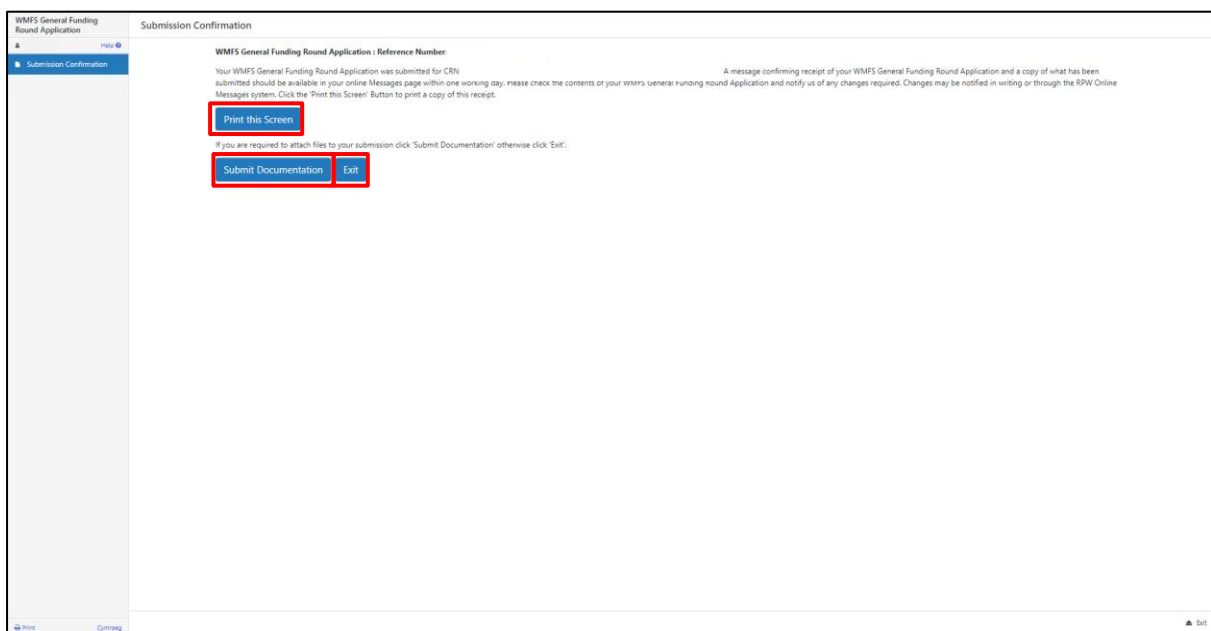 WMFS General Funding
Round Application
Help
Submission Confirmation
Submission Confirmation
WMFS General Funding Round Application : Reference Number
Your WMFS General Funding Round Application was submitted for CRN A message confirming receipt of your WMFS General Funding Round Application and a copy of what has been
submitted should be available in your online Messages page within one working day. Please check the contents of your WMFS General Funding Round Application and notify us of any changes required. Changes may be notified in writing or through the RPW Online
Messages system. Click the 'Print this Screen' Button to print a copy of this receipt.
Print this Screen
If you are required to attach files to your submission click 'Submit Documentation' otherwise click 'Exit'.
Submit Documentation Exit
Print Cymraeg
Exit